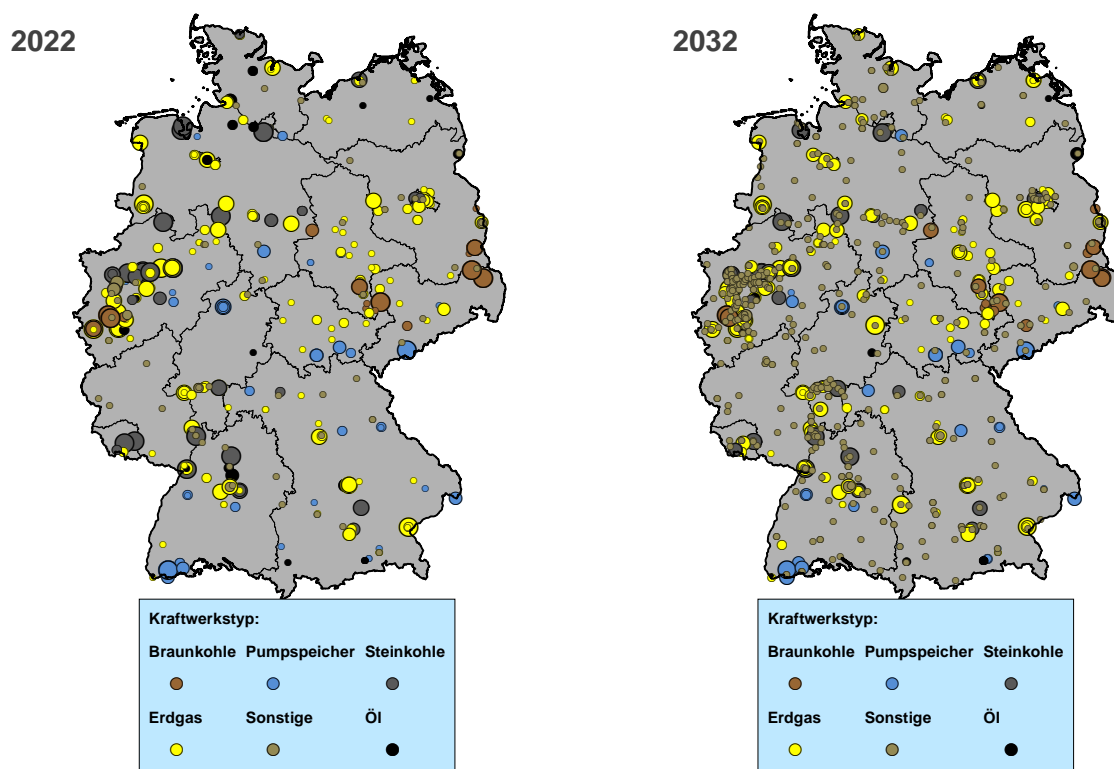 2022
2032
Kraftwerkstyp:
Braunkohle Pumpspeicher Steinkohle
Erdgas Sonstige Öl
Kraftwerkstyp:
Braunkohle Pumpspeicher Steinkohle
Erdgas Sonstige Öl